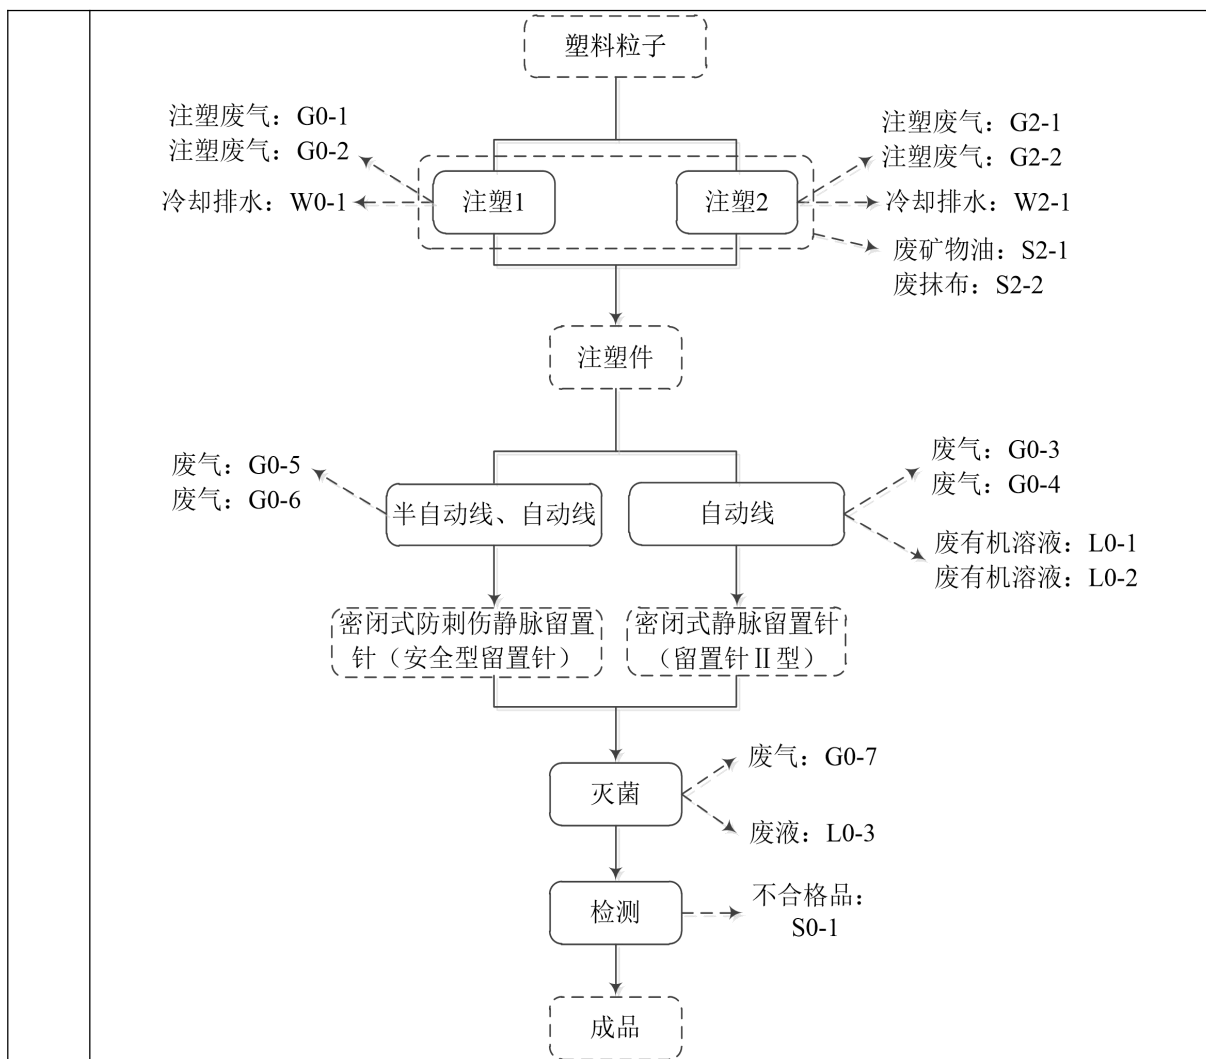 塑料粒子
注塑废气：G0-1
注塑废气：G0-2
冷却排水：W0-1
注塑1
注塑2
注塑废气：G2-1
注塑废气：G2-2
冷却排水：W2-1
废矿物油：S2-1
废抹布：S2-2
注塑件
废气：G0-5
废气：G0-6
半自动线、自动线
自动线
废气：G0-3
废气：G0-4
废有机溶液：L0-1
废有机溶液：L0-2
密闭式防刺伤静脉留置
针（安全型留置针）
密闭式静脉留置针
（留置针Ⅱ型）
灭菌
废气：G0-7
废液：L0-3
检测
不合格品：
S0-1
成品